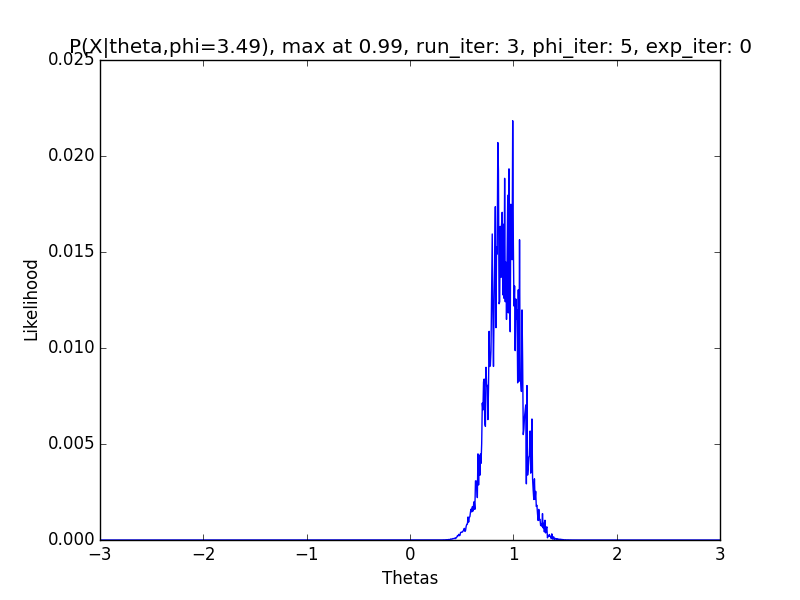 P(X|theta,phi=3.49), max at 0.99, run_iter: 3, phi_iter: 5, exp_iter: 0
0.025
0.020
0.015
0.010
0.005
0.000
Likelihood
−3 −2 −1 0 1 2 3
Thetas